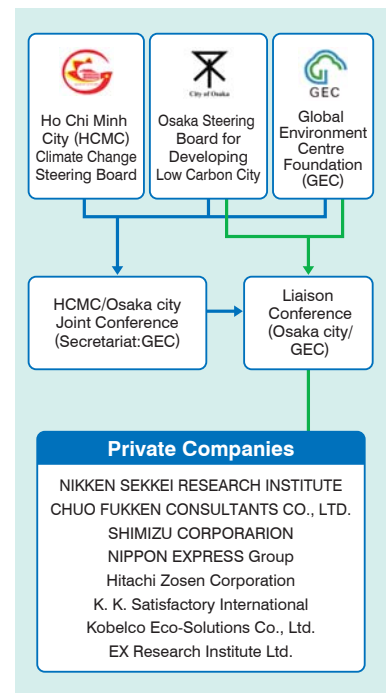 City of Osaka
GEC
Ho Chi Minh
City (HCMC)
Climate Change
Steering Board
Osaka Steering
Board for
Developing
Low Carbon City
Global
Environment
Centre
Foundation
(GEC)
HCMC/Osaka city
Joint Conference
(Secretariat:GEC)
Liaison
Conference
(Osaka city/
GEC)
Private Companies
NIKKEN SEKKEI RESEARCH INSTITUTE
CHUO FUKKEN CONSULTANTS CO., LTD.
SHIMIZU CORPORARION
NIPPON EXPRESS Group
Hitachi Zosen Corporation
K. K. Satisfactory International
Kobelco Eco-Solutions Co., Ltd.
EX Research Institute Ltd.